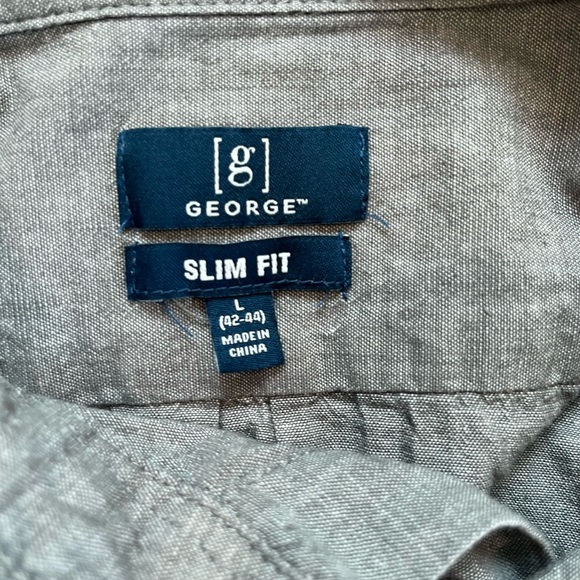 [g]
GEORGE™
SLIM FIT
L
(42-44)
MADE IN
CHINA